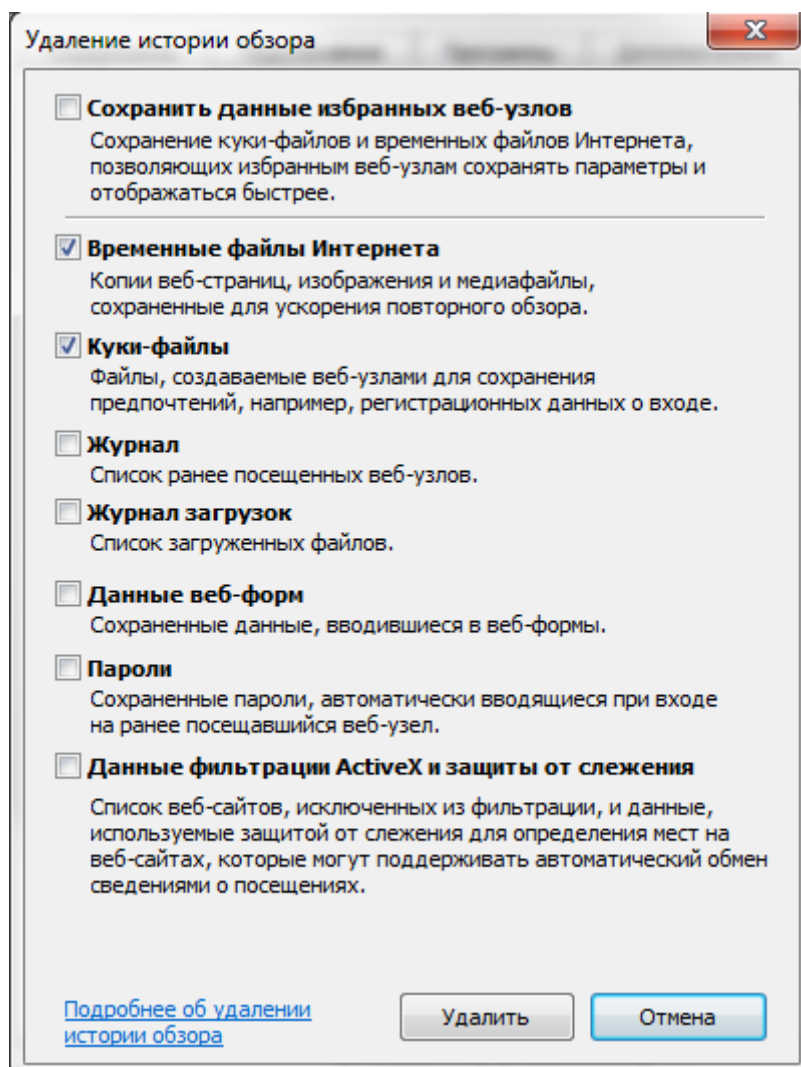 Удаление истории обзора
Сохранить данные избранных веб-узлов
Сохранение куки-файлов и временных файлов Интернета,
позволяющих избранным веб-узлам сохранять параметры и
отображаться быстрее.
Временные файлы Интернета
Копии веб-страниц, изображения и медиафайлы,
сохраненные для ускорения повторного обзора.
Куки-файлы
Файлы, создаваемые веб-узлами для сохранения
предпочтений, например, регистрационных данных о входе.
Журнал
Список ранее посещенных веб-узлов.
Журнал загрузок
Список загруженных файлов.
Данные веб-форм
Сохраненные данные, вводившиеся в веб-формы.
Пароли
Сохраненные пароли, автоматически вводящиеся при входе
на ранее посещавшийся веб-узел.
Данные фильтрации ActiveX и защиты от слежения
Список веб-сайтов, исключенных из фильтрации, и данные,
используемые защитой от слежения для определения мест на
веб-сайтах, которые могут поддерживать автоматический обмен
сведениями о посещениях.
Подробнее об удалении
истории обзора
Удалить
Отмена